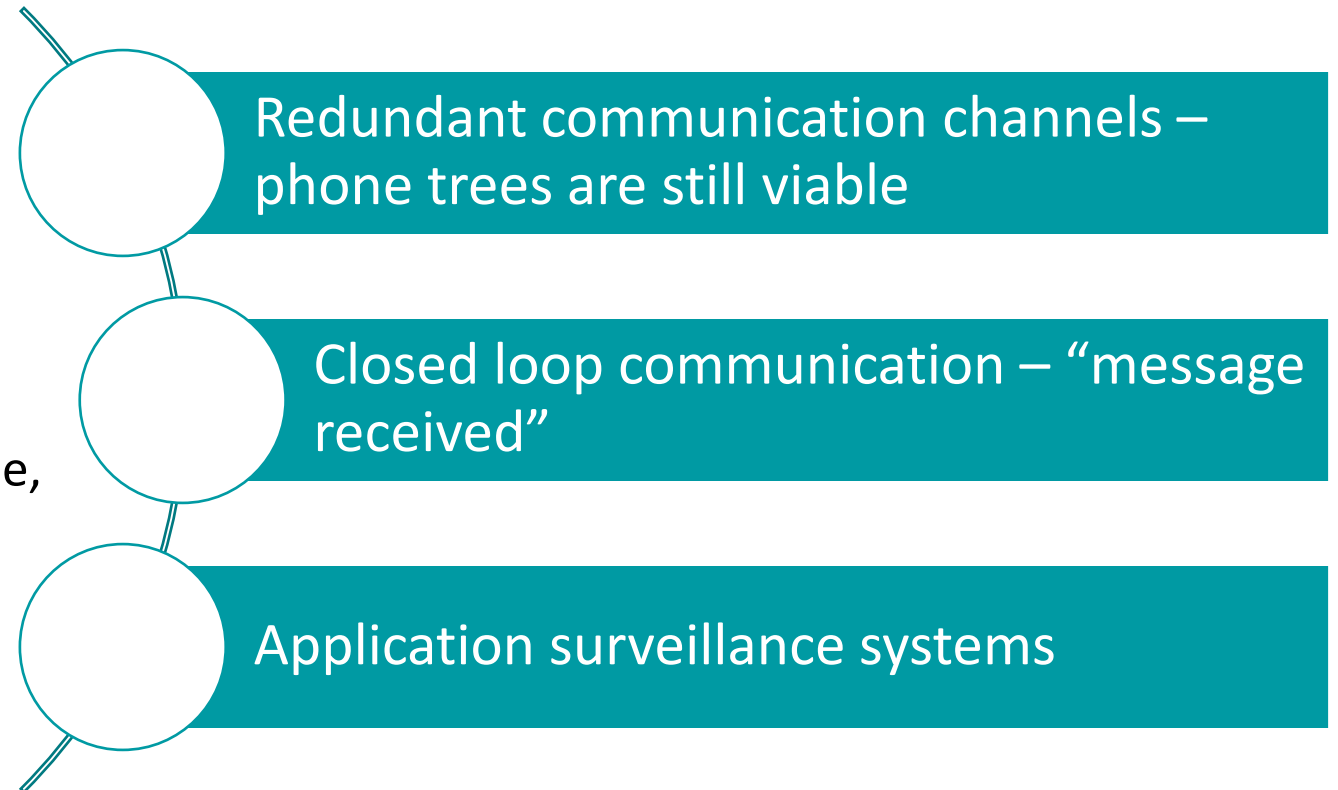 Redundant communication channels –
phone trees are still viable
Closed loop communication – “message
received”
e,
Application surveillance systems